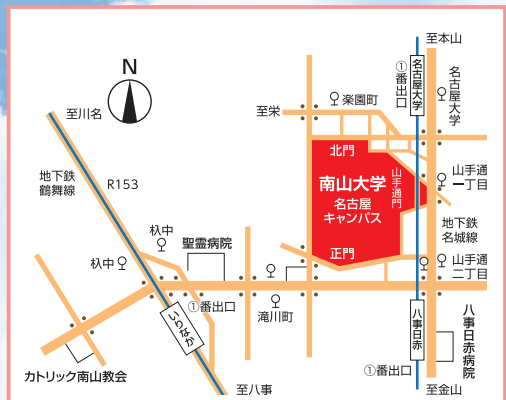 至本山
N
①番出口
名古屋大学
名古屋大学
楽園町
至栄
至川名
北門
山手通門
山手通
一丁目
地下鉄
鶴舞線
R153
南山大学
名古屋
キャンパス
地下鉄
名城線
杁中
聖霊病院
正門
杁中
山手通
二丁目
①番出口
滝川町
いりなか
八事日赤
八事日赤病院
①番出口
カトリック南山教会
至八事
至金山